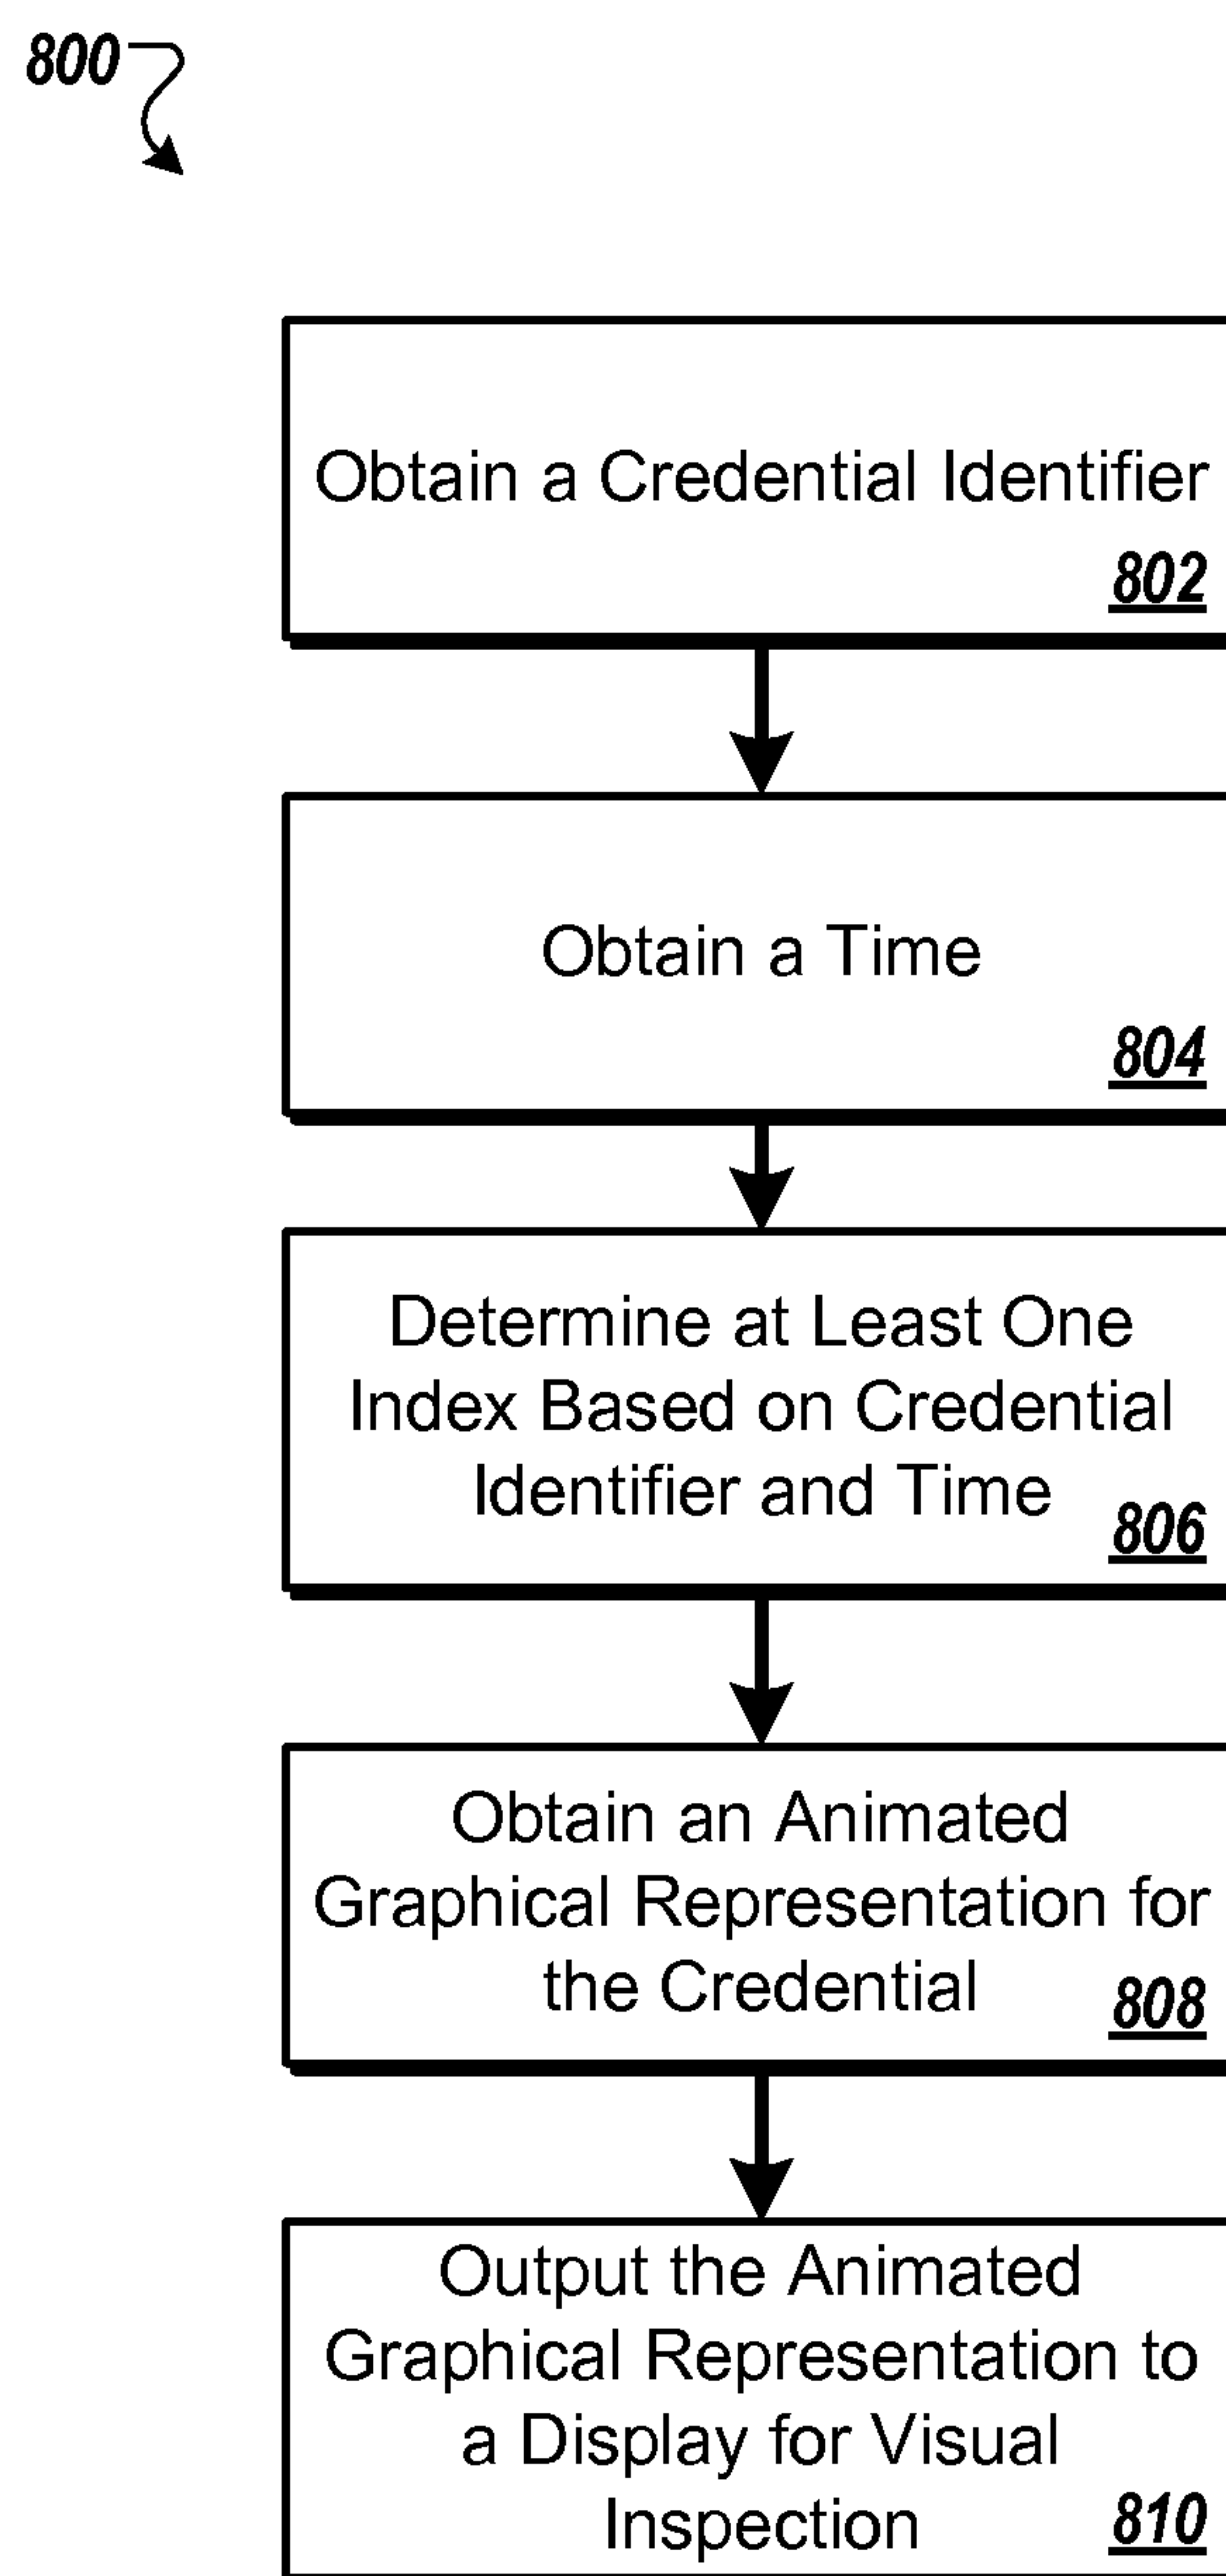 800
Obtain a Credential Identifier
802
Obtain a Time
804
Determine at Least One
Index Based on Credential
Identifier and Time
806
Obtain an Animated
Graphical Representation for
the Credential
808
Output the Animated
Graphical Representation to
a Display for Visual
Inspection
810